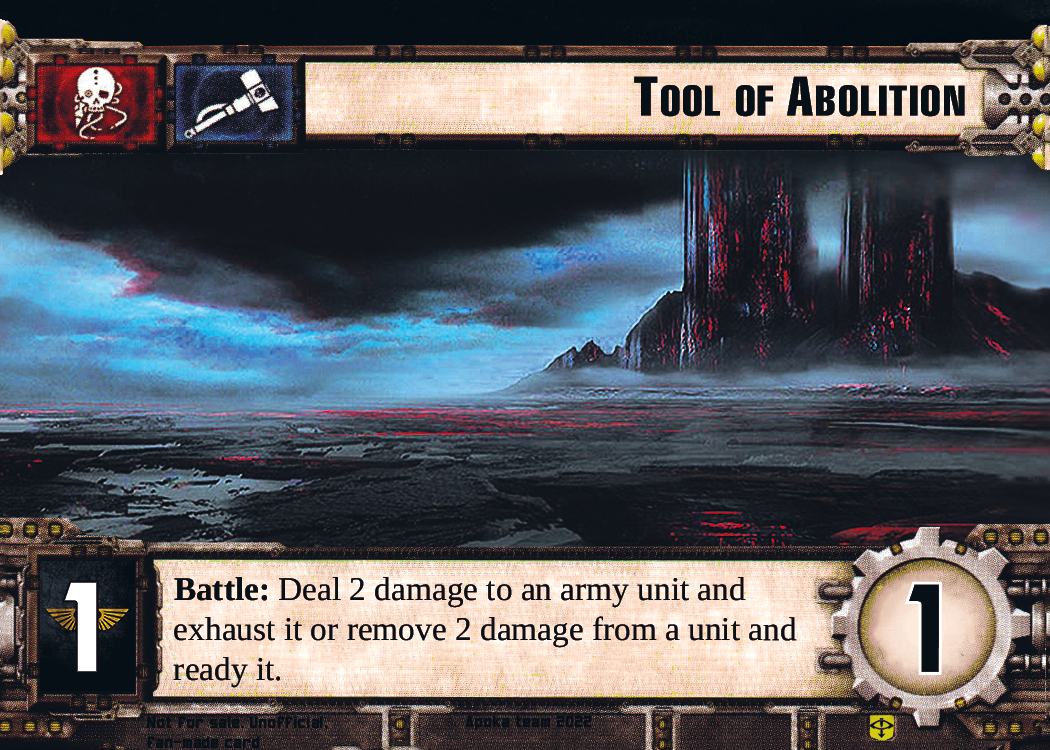 Tool of Abolition
1
Battle: Deal 2 damage to an army unit and
exhaust it or remove 2 damage from a unit and
ready it.
1
Not for sale. Unofficial. Apoka team 2022
Fan-made card